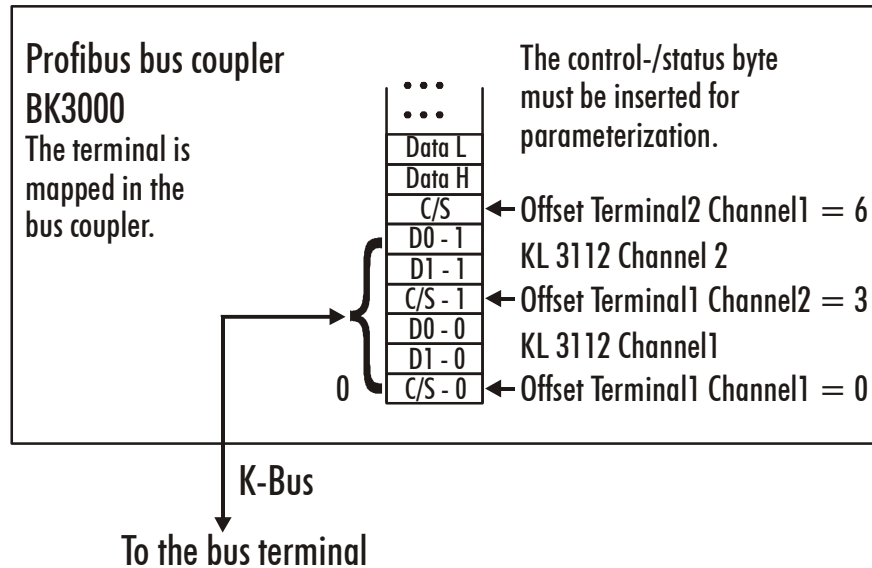 Profibus bus coupler
BK3000
The terminal is
mapped in the
bus coupler.
The control-/status byte
must be inserted for
parameterization.
Data L
Data H
C/S
Offset Terminal2 Channel1 = 6
D0 - 1
KL 3112 Channel 2
D1 - 1
C/S - 1
Offset Terminal1 Channel2 = 3
D0 - 0
KL 3112 Channel1
D1 - 0
0
C/S - 0
Offset Terminal1 Channel1 = 0
K-Bus
To the bus terminal